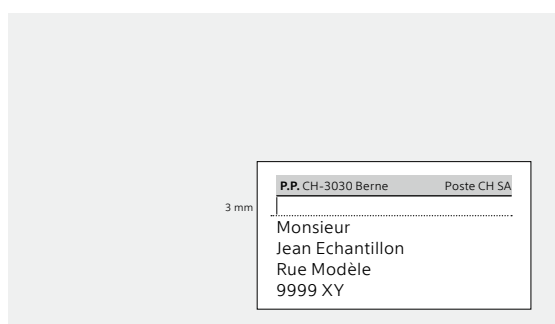 P.P. CH-3030 Berne Poste CH SA
3 mm
Monsieur
Jean Echantillon
Rue Modèle
9999 XY